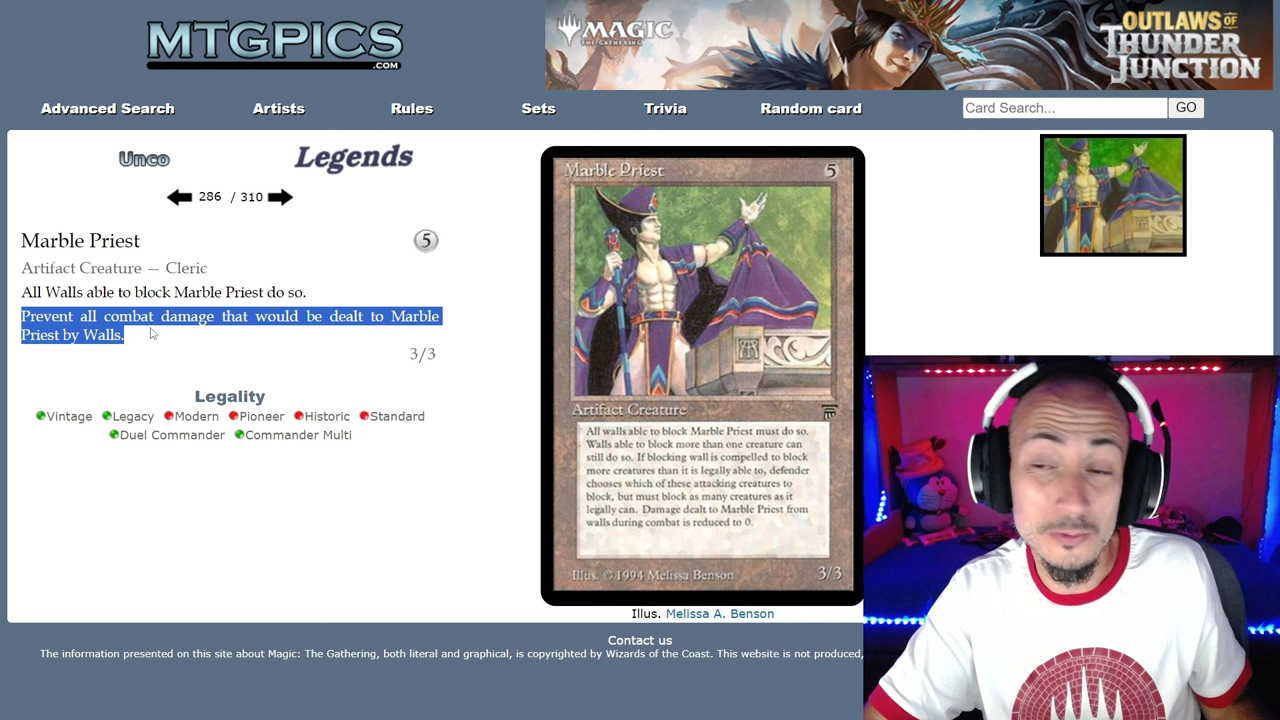 MTGPICS
.COM
MAGIC
THE GATHERING
OUTLAWS OF
THUNDER
JUNCTION
Advanced Search
Artists
Rules
Sets
Trivia
Random card
Card Search...
GO
Unco
Legends
286 / 310
Marble Priest
5
Artifact Creature — Cleric
All Walls able to block Marble Priest do so.
Prevent all combat damage that would be dealt to Marble
Priest by Walls.
3/3
Legality
Vintage
Legacy
Modern
Pioneer
Historic
Standard
Duel Commander
Commander Multi
Marble Priest
5
Artifact Creature
All walls able to block Marble Priest must do so.
Walls able to block more than one creature can
still do so. If blocking wall is compelled to block
more creatures than it is legally able to, defender
chooses which of these attacking creatures to
block, but must block as many creatures as it
legally can. Damage dealt to Marble Priest from
walls during combat is reduced to 0.
Illus. © 1994 Melissa Benson
3/3
Illus. Melissa A. Benson
Contact us
The information presented on this site about Magic: The Gathering, both literal and graphical, is copyrighted by Wizards of the Coast. This website is not produced,